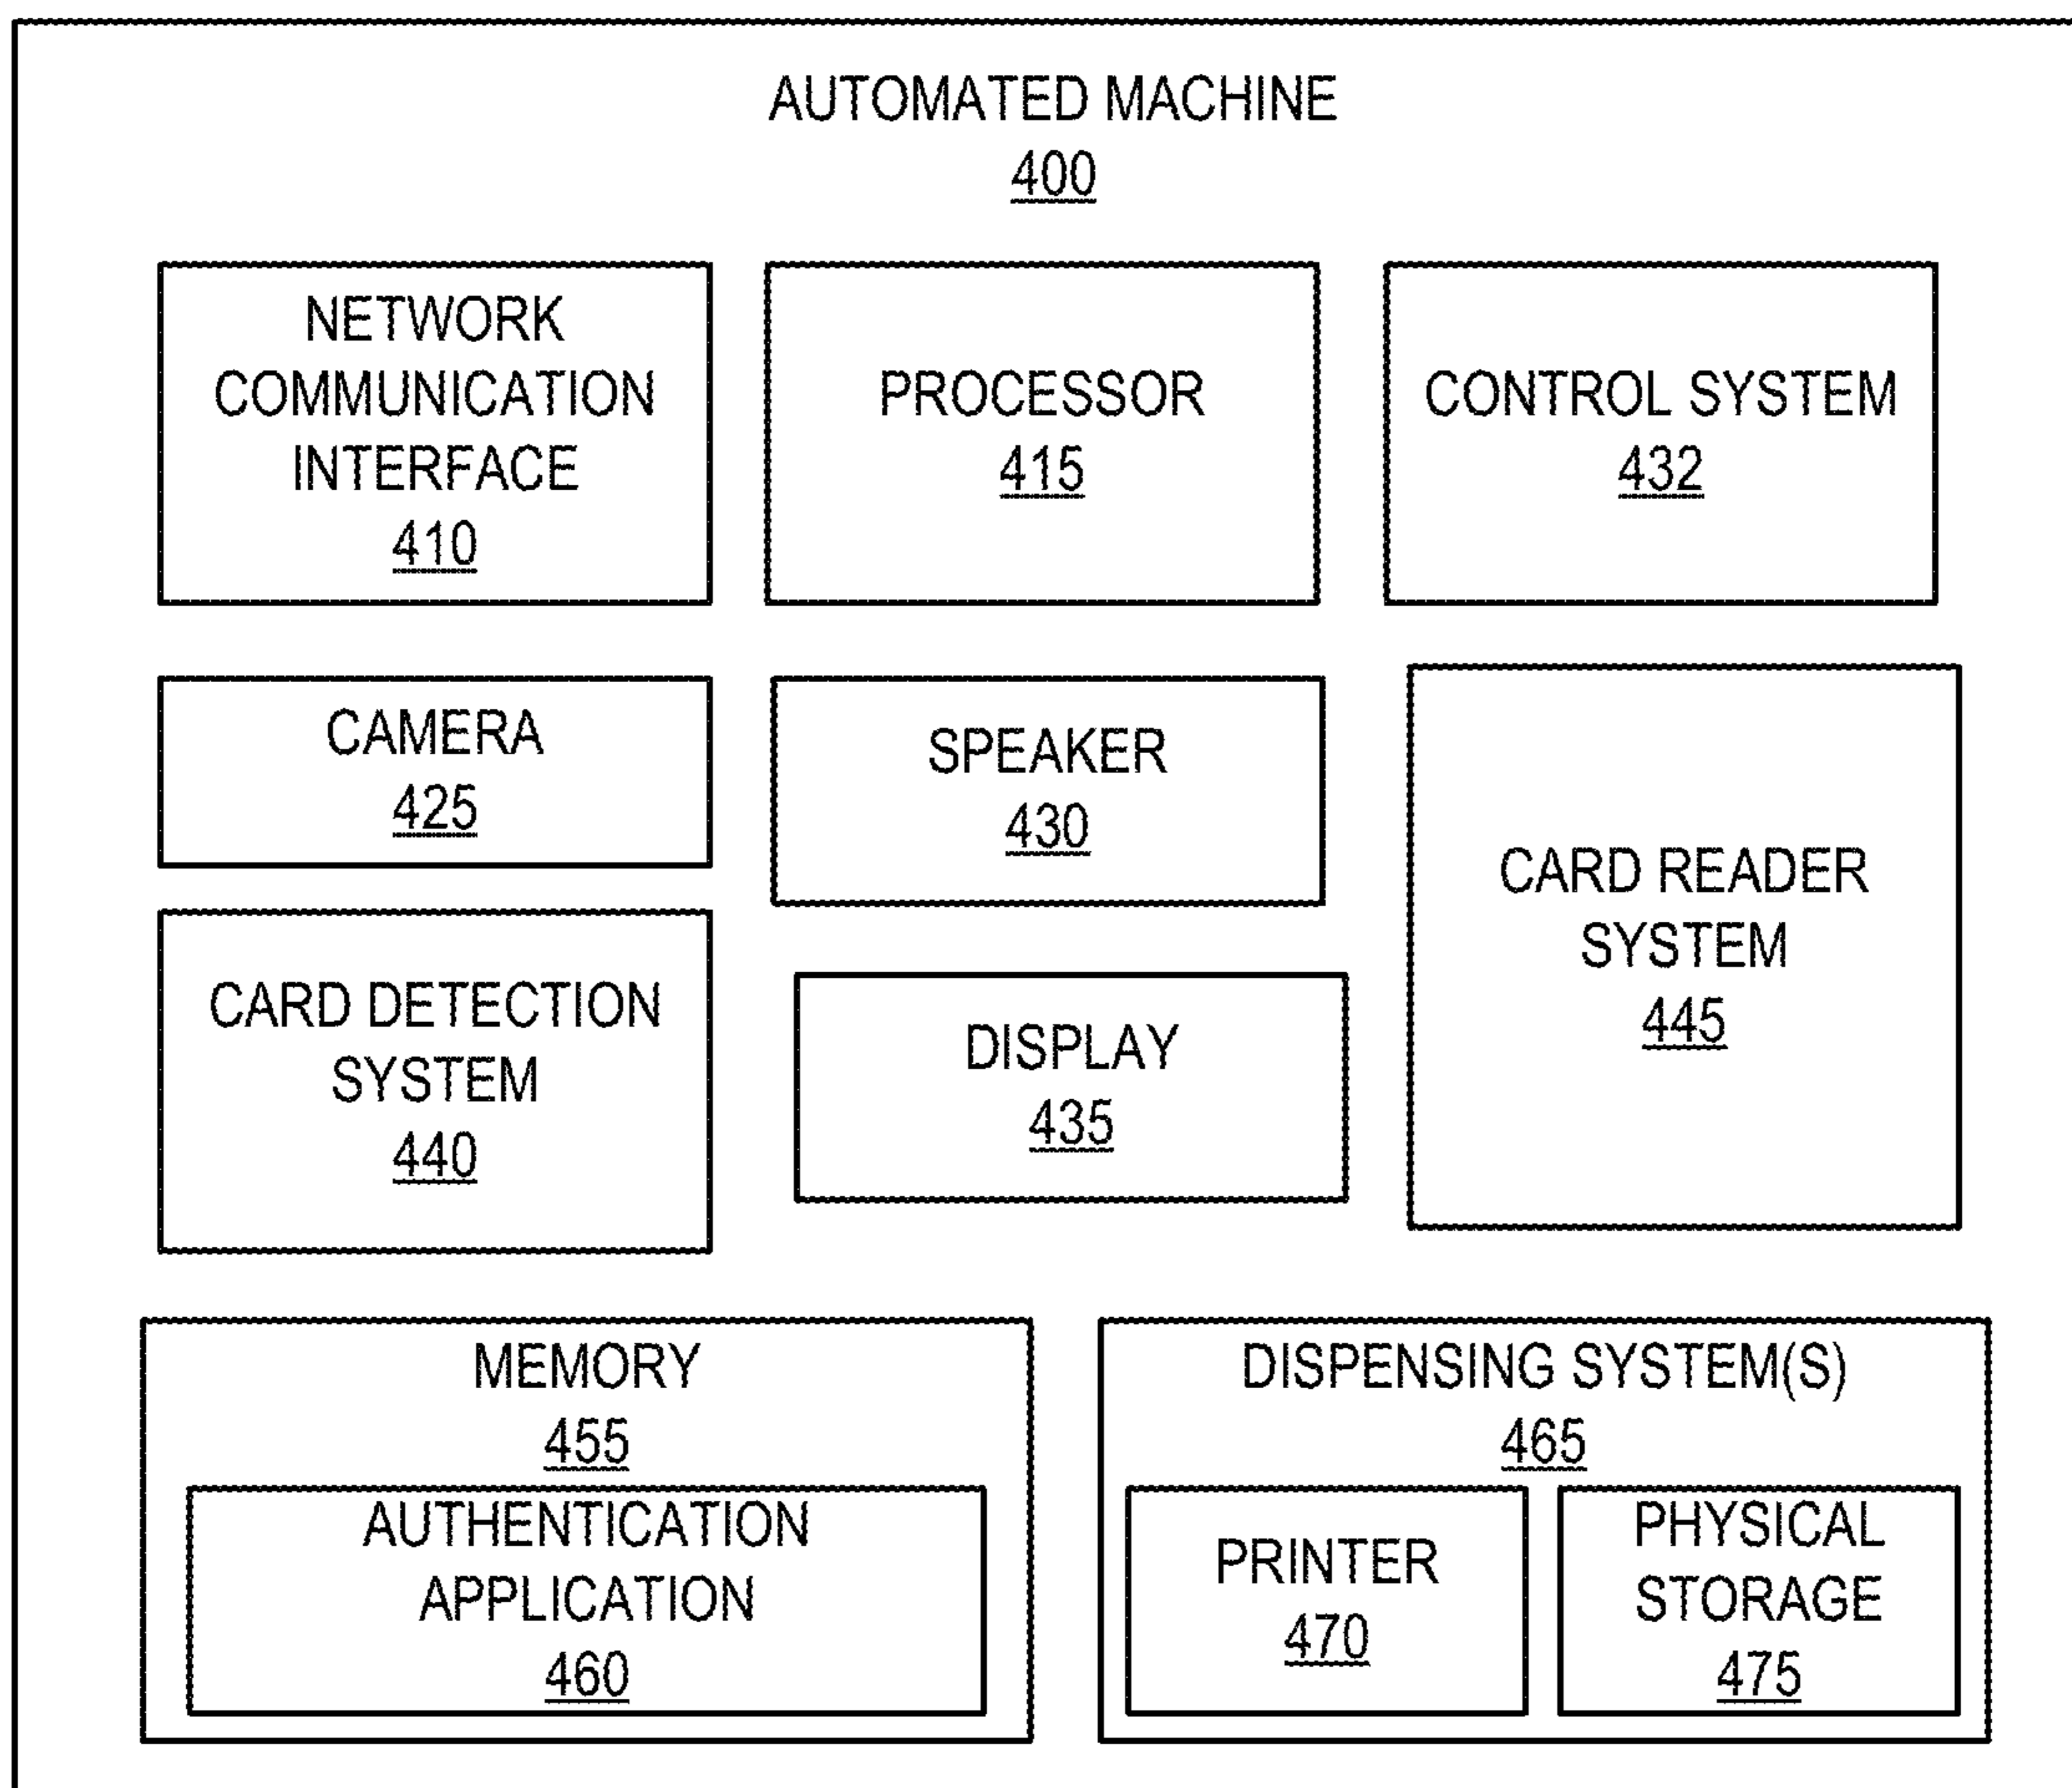 AUTOMATED MACHINE
400
NETWORK
COMMUNICATION
INTERFACE
410
PROCESSOR
415
CONTROL SYSTEM
432
CAMERA
425
SPEAKER
430
CARD READER
SYSTEM
445
CARD DETECTION
SYSTEM
440
DISPLAY
435
MEMORY
455
AUTHENTICATION
APPLICATION
460
DISPENSING SYSTEM(S)
465
PRINTER
470
PHYSICAL
STORAGE
475